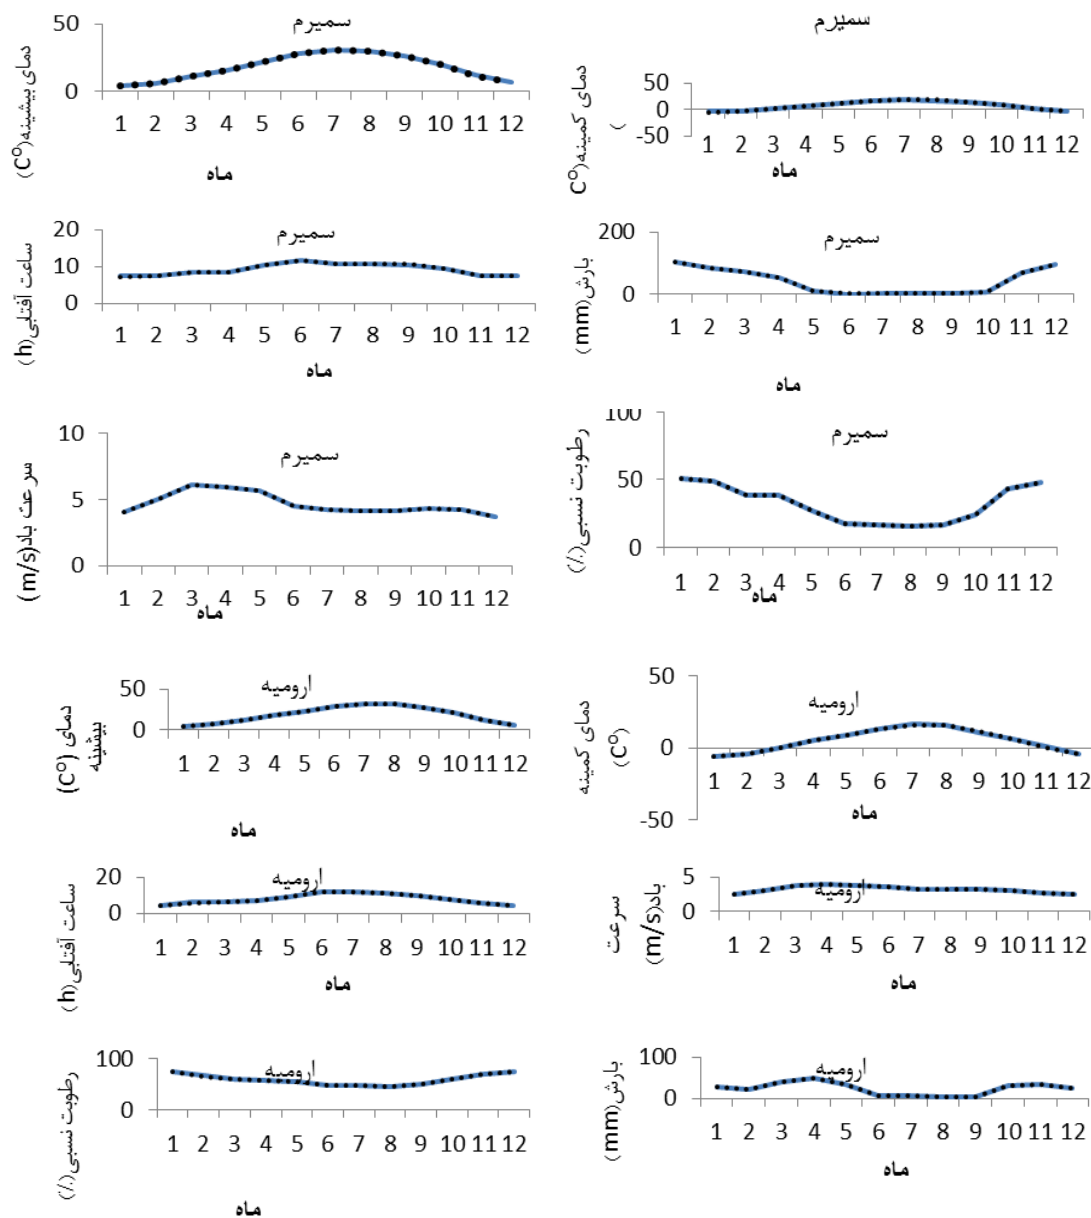 سمیرم
50
0
1 2 3 4 5 6 7 8 9 10 11 12
ماه
دمای بیشینه(C⁰)
سمیرم
50
0
-50
1 2 3 4 5 6 7 8 9 10 11 12
ماه
دمای کمینه(C⁰
)
سمیرم
20
10
0
1 2 3 4 5 6 7 8 9 10 11 12
ماه
ساعت آفتابی(h)
سمیرم
200
0
1 2 3 4 5 6 7 8 9 10 11 12
ماه
بارش(mm)
سمیرم
10
5
0
1 2 3 4 5 6 7 8 9 10 11 12
ماه
سرعت باد(m/s)
سمیرم
100
50
0
1 2 3 4 5 6 7 8 9 10 11 12
ماه
رطوبت نسبی(٪)
ارومیه
50
0
1 2 3 4 5 6 7 8 9 10 11 12
ماه
دمای (C⁰)
بیشینه
ارومیه
50
0
-50
1 2 3 4 5 6 7 8 9 10 11 12
ماه
دمای کمینه
(C⁰)
ارومیه
20
0
1 2 3 4 5 6 7 8 9 10 11 12
ماه
ساعت آفتابی(h)
ارومیه
5
0
1 2 3 4 5 6 7 8 9 10 11 12
ماه
سرعت
باد(m/s)
ارومیه
100
0
1 2 3 4 5 6 7 8 9 10 11 12
ماه
رطوبت نسبی(٪)
ارومیه
100
0
1 2 3 4 5 6 7 8 9 10 11 12
ماه
بارش(mm)